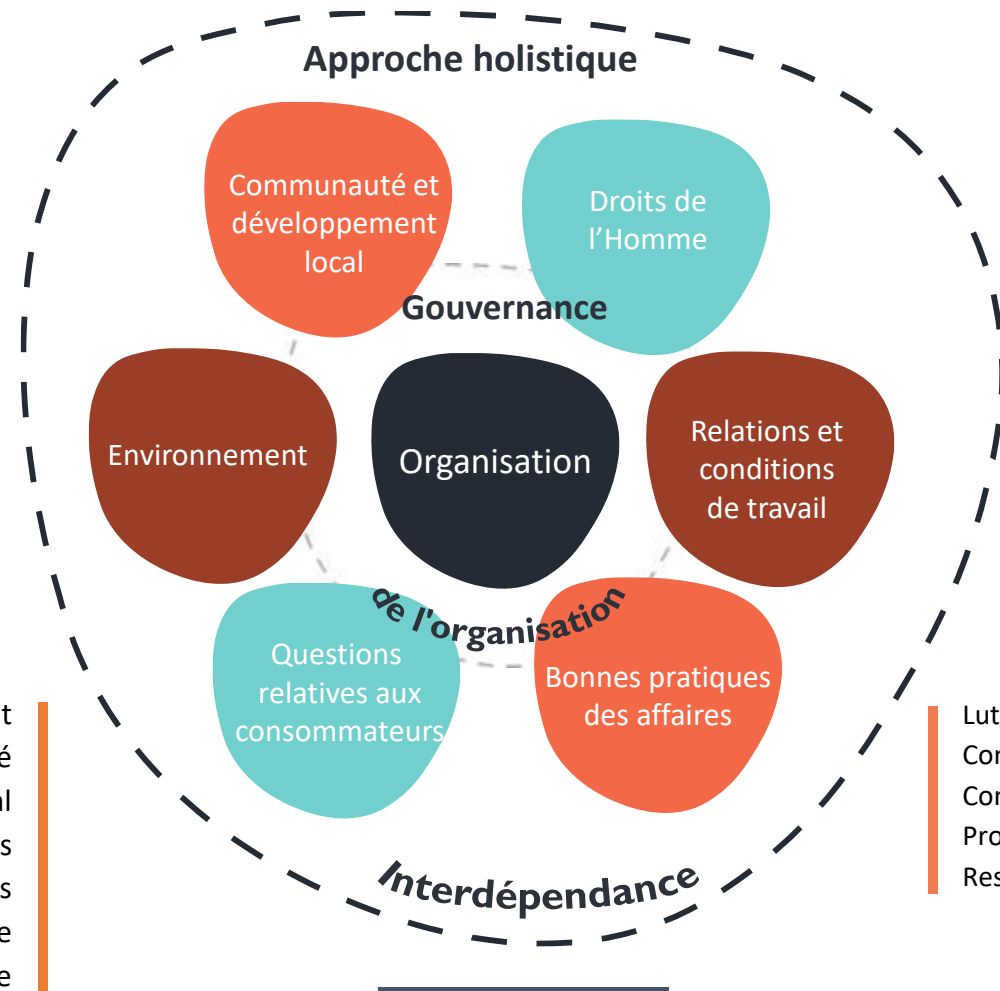 Approche holistique
Communauté et
développement
local
Droits de
l'Homme
Gouvernance
Environnement
Organisation
Relations et
conditions
de travail
de l'organisation
Questions
relatives aux
consommateurs
Bonnes pratiques
des affaires
Interdépendance